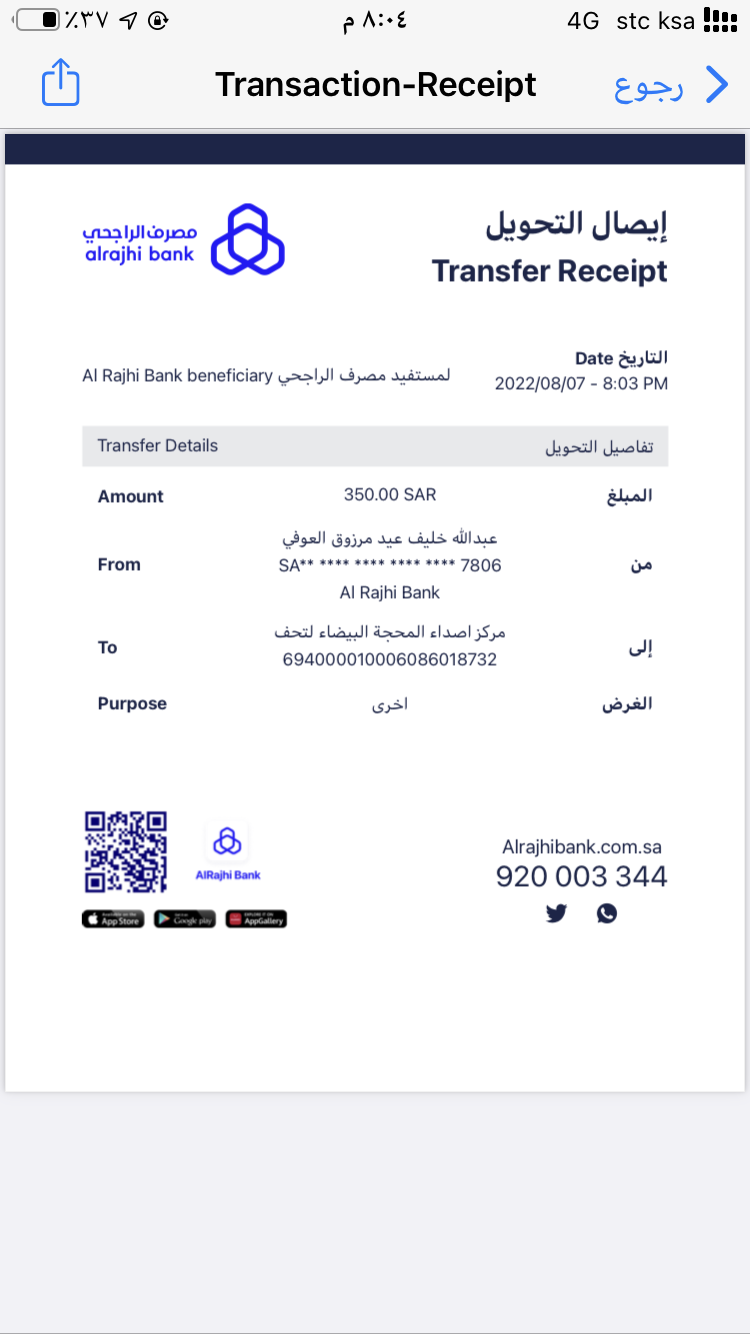 ٪٣٧
٨:٠٤ م
4G stc ksa
Transaction-Receipt
رجوع
مصرف الراجحي
alrajhi bank
إيصال التحويل
Transfer Receipt
التاريخ Date
2022/08/07 - 8:03 PM
لمستفيد مصرف الراجحي Al Rajhi Bank beneficiary
Transfer Details
تفاصيل التحويل
Amount
350.00 SAR
المبلغ
From
عبدالله خليف عيد مرزوق العوفي
SA** **** **** **** **** 7806
Al Rajhi Bank
من
To
مركز اصداء المحجة البيضاء لتحف
694000010006086018732
إلى
Purpose
اخرى
الغرض
AlRajhi Bank
App Store
Google play
AppGallery
Alrajhibank.com.sa
920 003 344